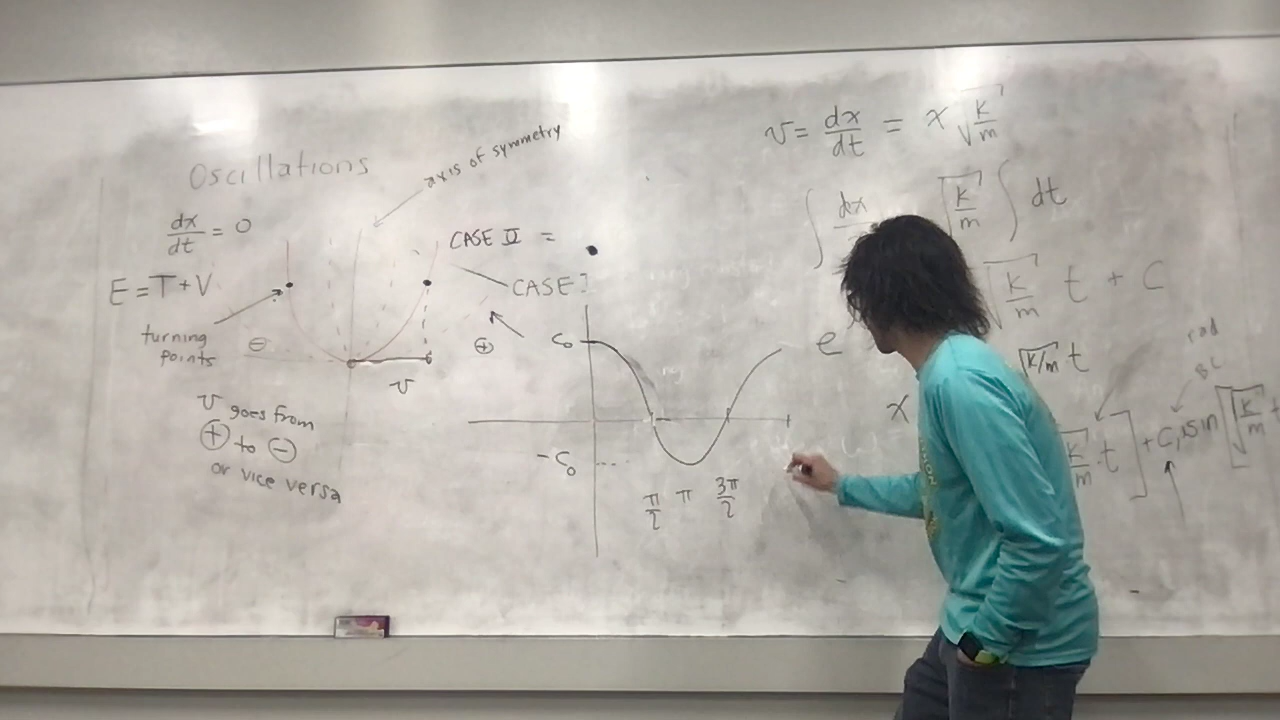 Oscillations
axis of symmetry
dx/dt = 0
E = T + V
turning
points
⊖
v
v goes from
⊕ to ⊖
or vice versa
CASE II =
CASE I
⊕
C₀
-C₀
π/2 π 3π/2
v = dx/dt = x √(k/m)
∫ dx √(k/m) ∫ dt
√(k/m) t + C
e √(k/m) t
rad
x k/m t ] + C₁ sin [ √(k/m) t